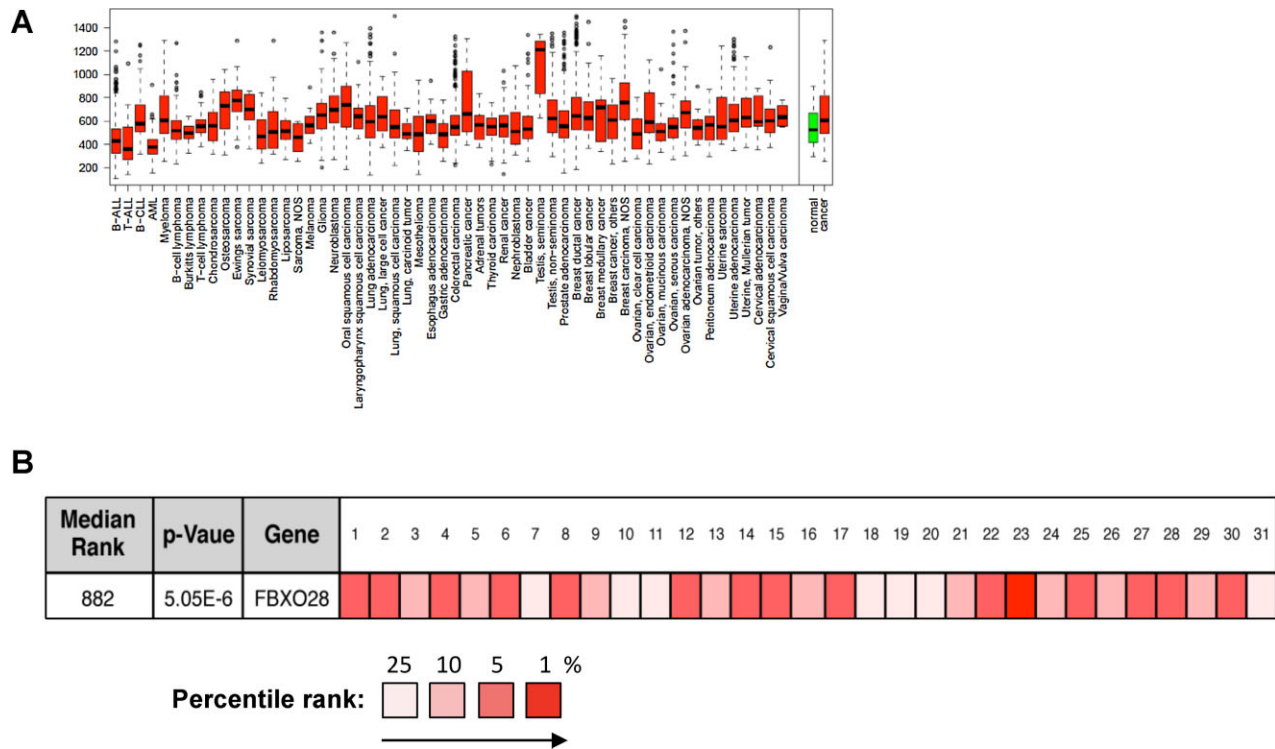 A
1400
1200
1000
800
600
400
200
B-ALL
T-ALL
B-CLL
AML
Myeloma
B-cell lymphoma
Burkitts lymphoma
T-cell lymphoma
Chondrosarcoma
Osteosarcoma
Ewings sarcoma
Synovial sarcoma
Leiomyosarcoma
Rhabdomyosarcoma
Liposarcoma
Sarcoma, NOS
Melanoma
Glioma
Neuroblastoma
Oral squamous cell carcinoma
Laryngopharynx squamous cell carcinoma
Lung adenocarcinoma
Lung, large cell cancer
Lung, squamous cell carcinoma
Lung, carcinoid tumor
Mesothelioma
Esophagus adenocarcinoma
Gastric adenocarcinoma
Colorectal carcinoma
Pancreatic cancer
Adrenal tumors
Thyroid carcinoma
Renal cancer
Nephroblastoma
Bladder cancer
Testis, seminoma
Testis, non-seminoma
Prostate adenocarcinoma
Breast ductal cancer
Breast lobular cancer
Breast medullary cancer
Breast cancer, others
Breast carcinoma, NOS
Ovarian, clear cell carcinoma
Ovarian, endometrioid carcinoma
Ovarian, mucinous carcinoma
Ovarian, serous carcinoma
Ovarian adenocarcinoma, NOS
Ovarian tumor, others
Peritoneum adenocarcinoma
Uterine sarcoma
Uterine adenocarcinoma
Uterine, Mullerian tumor
Cervical adenocarcinoma
Cervical squamous cell carcinoma
Vagina/Vulva carcinoma
normal
cancer
B
Median Rank p-Vaue Gene 1 2 3 4 5 6 7 8 9 10 11 12 13 14 15 16 17 18 19 20 21 22 23 24 25 26 27 28 29 30 31
882 5.05E-6 FBXO28
25 10 5 1 %
Percentile rank: